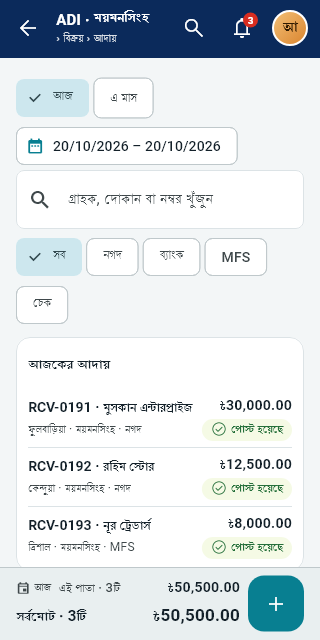 ADI · ময়মনসিংহ
› বিক্রয় › আদায়
3
আ
আজ
এ মাস
20/10/2026 – 20/10/2026
গ্রাহক, দোকান বা নম্বর খুঁজুন
সব
নগদ
ব্যাংক
MFS
চেক
আজকের আদায়
RCV-0191 · মুসকান এন্টারপ্রাইজ
৳30,000.00
ফুলবাড়িয়া · ময়মনসিংহ · নগদ
পোস্ট হয়েছে
RCV-0192 · রহিম স্টোর
৳12,500.00
কেন্দুয়া · ময়মনসিংহ · নগদ
পোস্ট হয়েছে
RCV-0193 · নূর ট্রেডার্স
৳8,000.00
ত্রিশাল · ময়মনসিংহ · MFS
পোস্ট হয়েছে
আজ এই পাতা · 3টি
৳50,500.00
সর্বমোট · 3টি
৳50,500.00